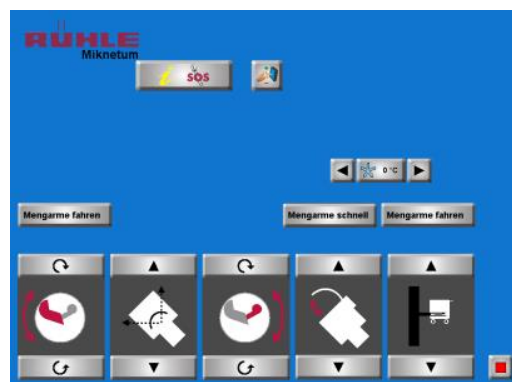 RÜHLE
Miknetum
i SOS
0 °C
Mengarme fahren
Mengarme schnell
Mengarme fahren